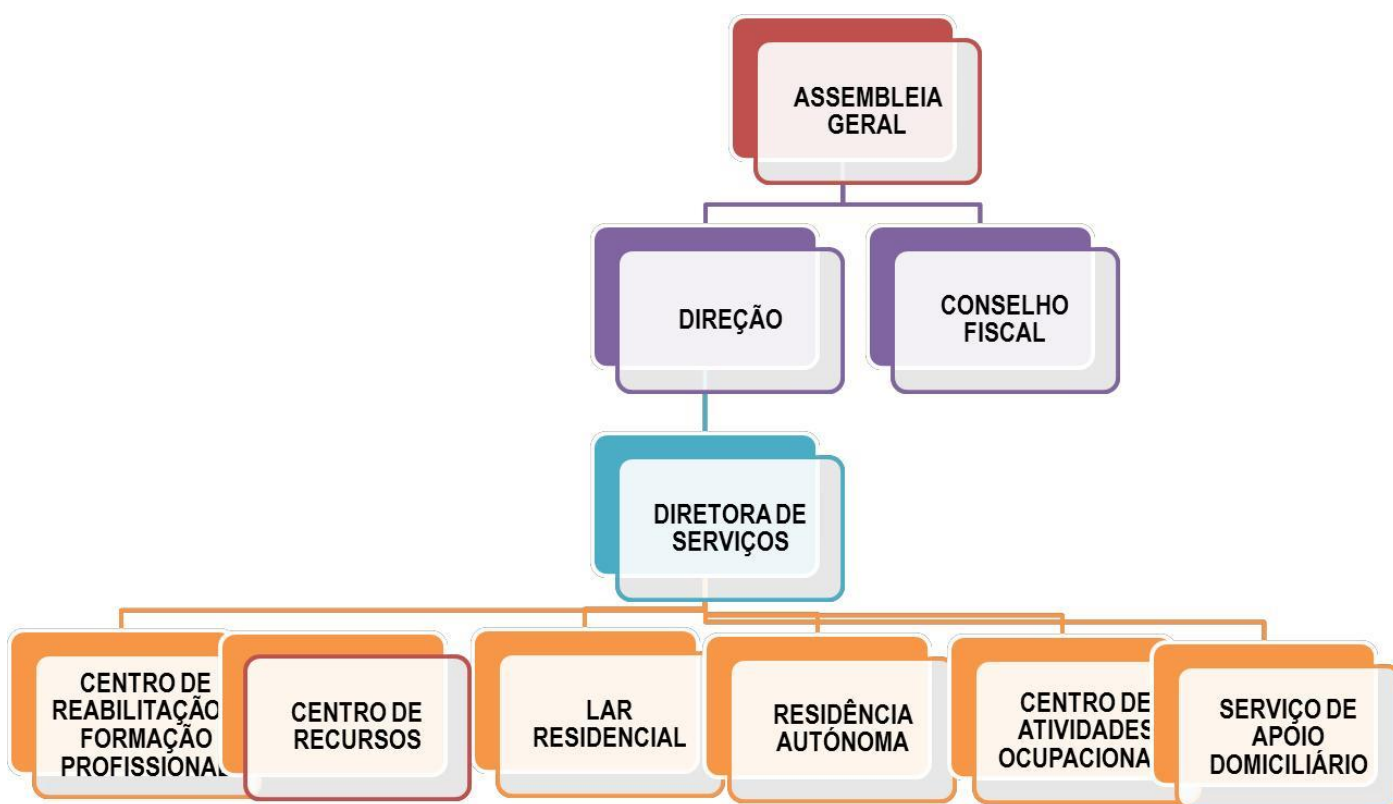 ASSEMBLEIA
GERAL
DIREÇÃO
CONSELHO
FISCAL
DIRETORA DE
SERVIÇOS
CENTRO DE
REABILITAÇÃO
FORMAÇÃO
PROFISSIONAL
CENTRO DE
RECURSOS
LAR
RESIDENCIAL
RESIDÊNCIA
AUTÓNOMA
CENTRO DE
ATIVIDADES
OCUPACIONA
SERVIÇO DE
APOIO
DOMICILIÁRIO